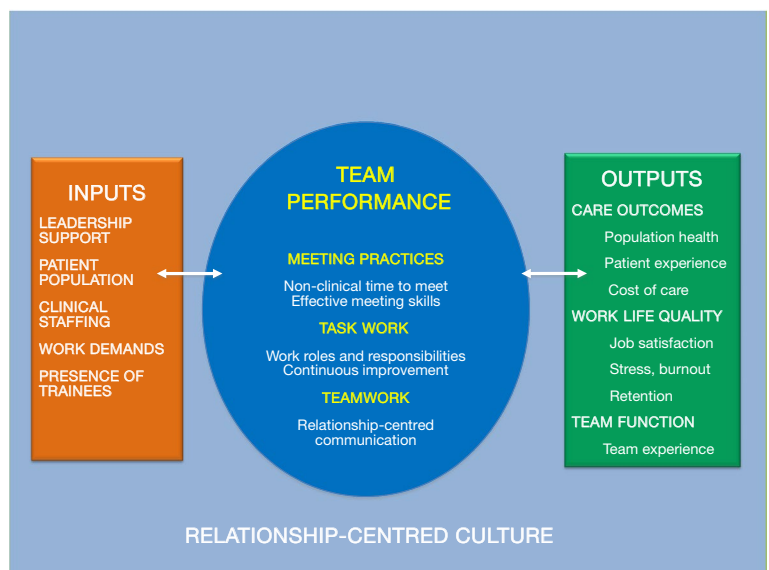 INPUTS
LEADERSHIP
SUPPORT
PATIENT
POPULATION
CLINICAL
STAFFING
WORK DEMANDS
PRESENCE OF
TRAINEES
TEAM
PERFORMANCE
MEETING PRACTICES
Non-clinical time to meet
Effective meeting skills
TASK WORK
Work roles and responsibilities
Continuous improvement
TEAMWORK
Relationship-centred
communication
OUTPUTS
CARE OUTCOMES
Population health
Patient experience
Cost of care
WORK LIFE QUALITY
Job satisfaction
Stress, burnout
Retention
TEAM FUNCTION
Team experience
RELATIONSHIP-CENTRED CULTURE